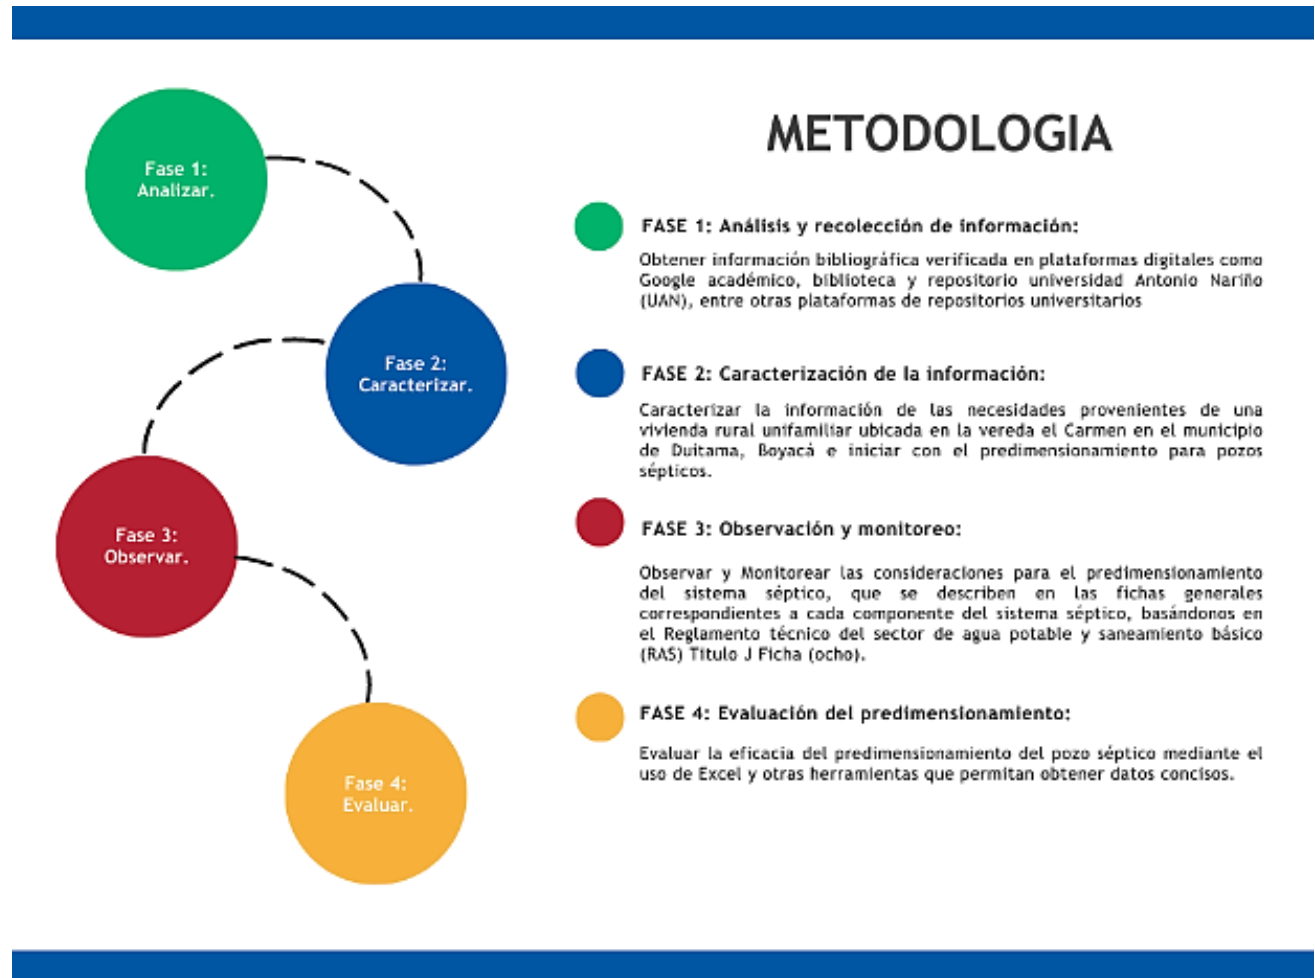 METODOLOGIA
Fase 1:
Analizar.
Fase 2:
Caracterizar.
Fase 3:
Observar.
Fase 4:
Evaluar.
FASE 1: Análisis y recolección de información:
Obtener información bibliográfica verificada en plataformas digitales como
Google académico, biblioteca y repositorio universidad Antonio Nariño
(UAN), entre otras plataformas de repositorios universitarios
FASE 2: Caracterización de la información:
Caracterizar la información de las necesidades provenientes de una
vivienda rural unifamiliar ubicada en la vereda el Carmen en el municipio
de Duitama, Boyacá e iniciar con el predimensionamiento para pozos
sépticos.
FASE 3: Observación y monitoreo:
Observar y Monitorear las consideraciones para el predimensionamiento
del sistema séptico, que se describen en las fichas generales
correspondientes a cada componente del sistema séptico, basándonos en
el Reglamento técnico del sector de agua potable y saneamiento básico
(RAS) Titulo J Ficha (ocho).
FASE 4: Evaluación del predimensionamiento:
Evaluar la eficacia del predimensionamiento del pozo séptico mediante el
uso de Excel y otras herramientas que permitan obtener datos concisos.